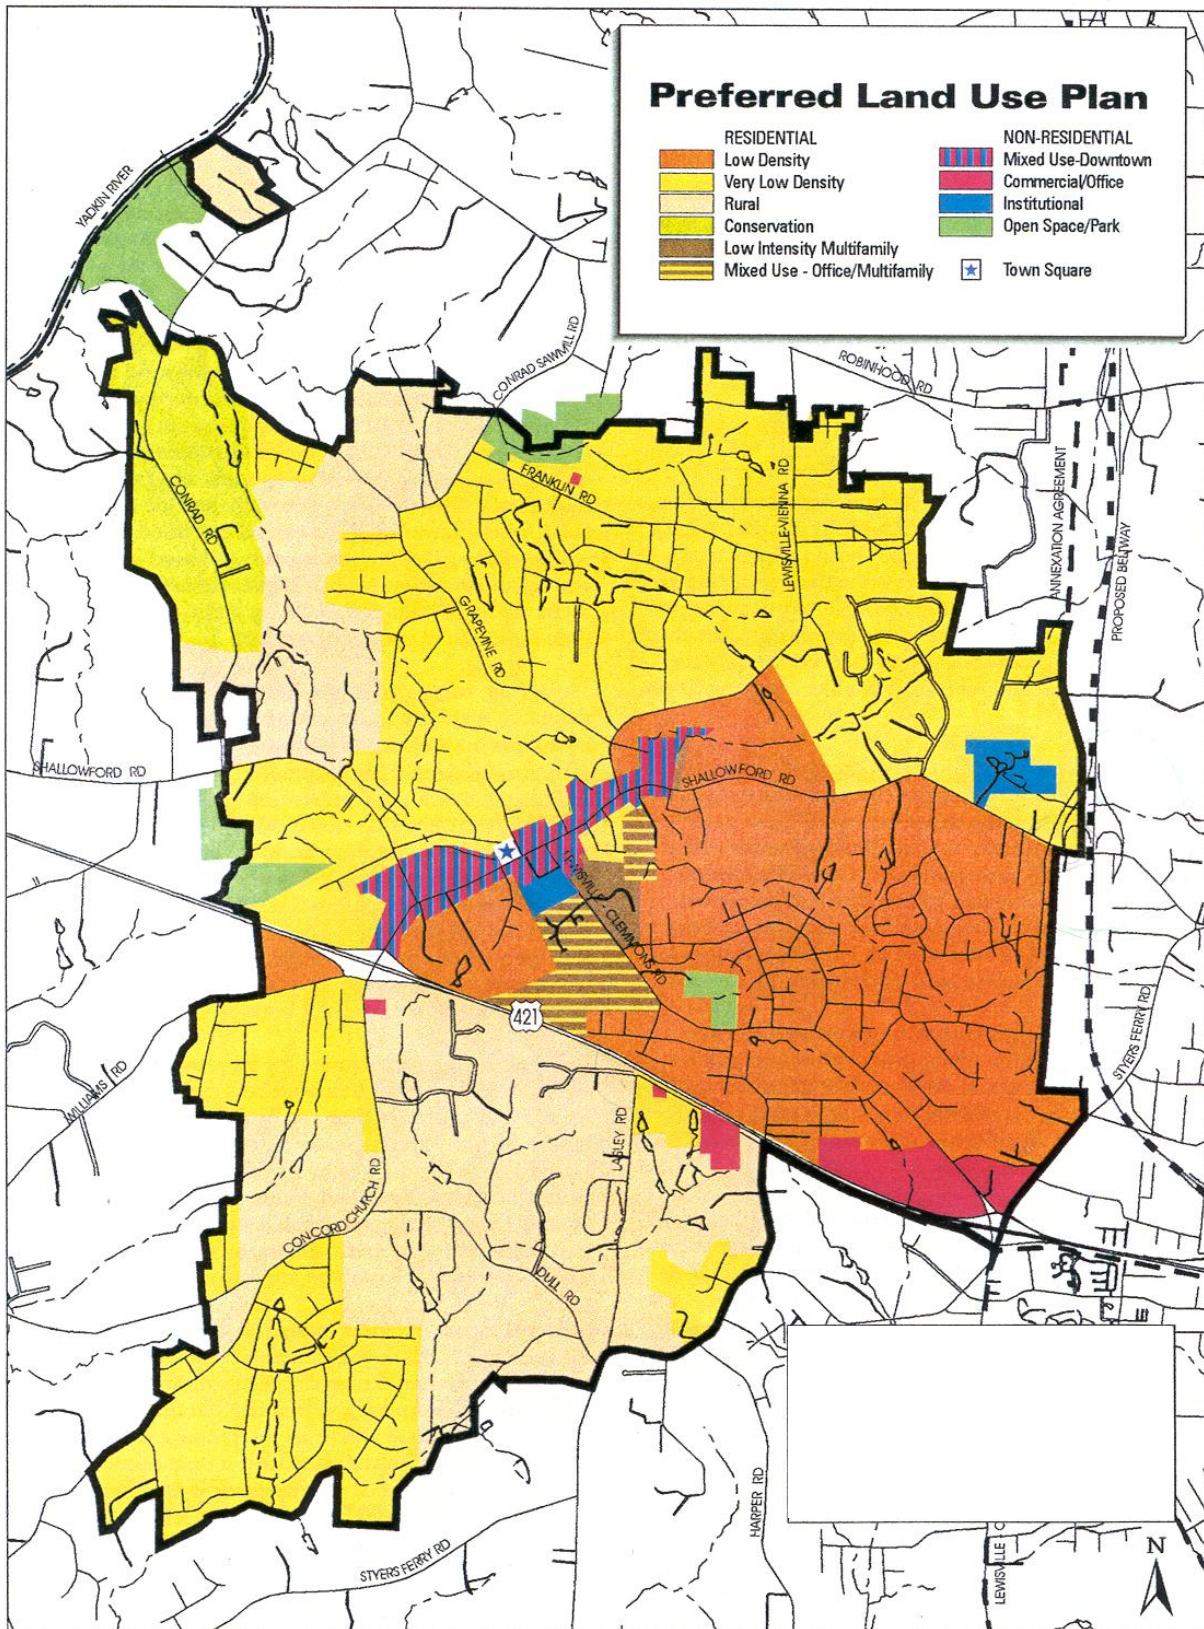 Preferred Land Use Plan
RESIDENTIAL
Low Density
Very Low Density
Rural
Conservation
Low Intensity Multifamily
Mixed Use - Office/Multifamily
NON-RESIDENTIAL
Mixed Use-Downtown
Commercial/Office
Institutional
Open Space/Park
Town Square
YADKIN RIVER
CONRAD SAWMILL RD
ROBINHOOD RD
FRANKLIN RD
LEWISVILLE-VIENNA RD
CONRAD RD
ANNEXATION AGREEMENT
PROPOSED BELTWAY
GRAPEVINE RD
SHALLOWFORD RD
SHALLOWFORD RD
LEWISVILLE - CLEMMONS RD
421
WILLIAMS RD
STYERS FERRY RD
LASLEY RD
CONCORD CHURCH RD
DULL RD
HARPER RD
STYERS FERRY RD
LEWISVILLE
N